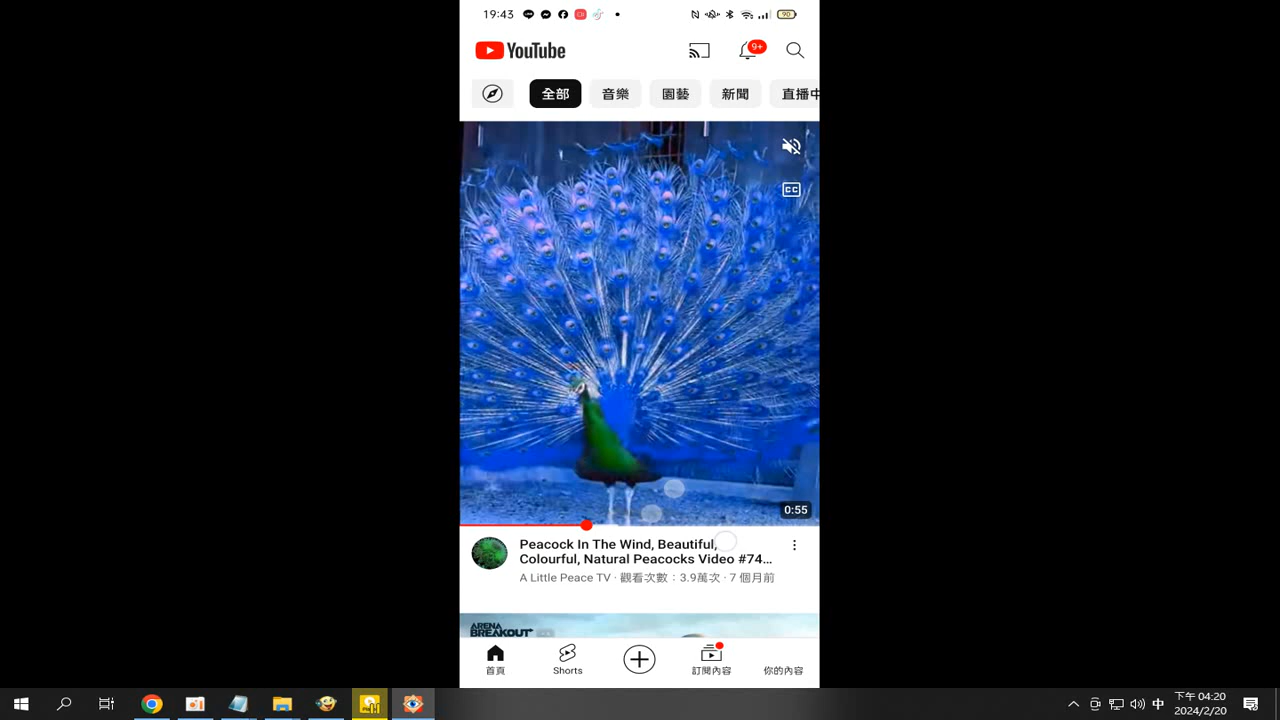 19:43
90
YouTube
9+
全部
音樂
園藝
新聞
直播中
CC
0:55
Peacock In The Wind, Beautiful,
Colourful, Natural Peacocks Video #74...
A Little Peace TV · 觀看次數：3.9萬次 · 7 個月前
ARENA
BREAKOUT
首頁
Shorts
訂閱內容
你的內容
中
下午 04:20
2024/2/20